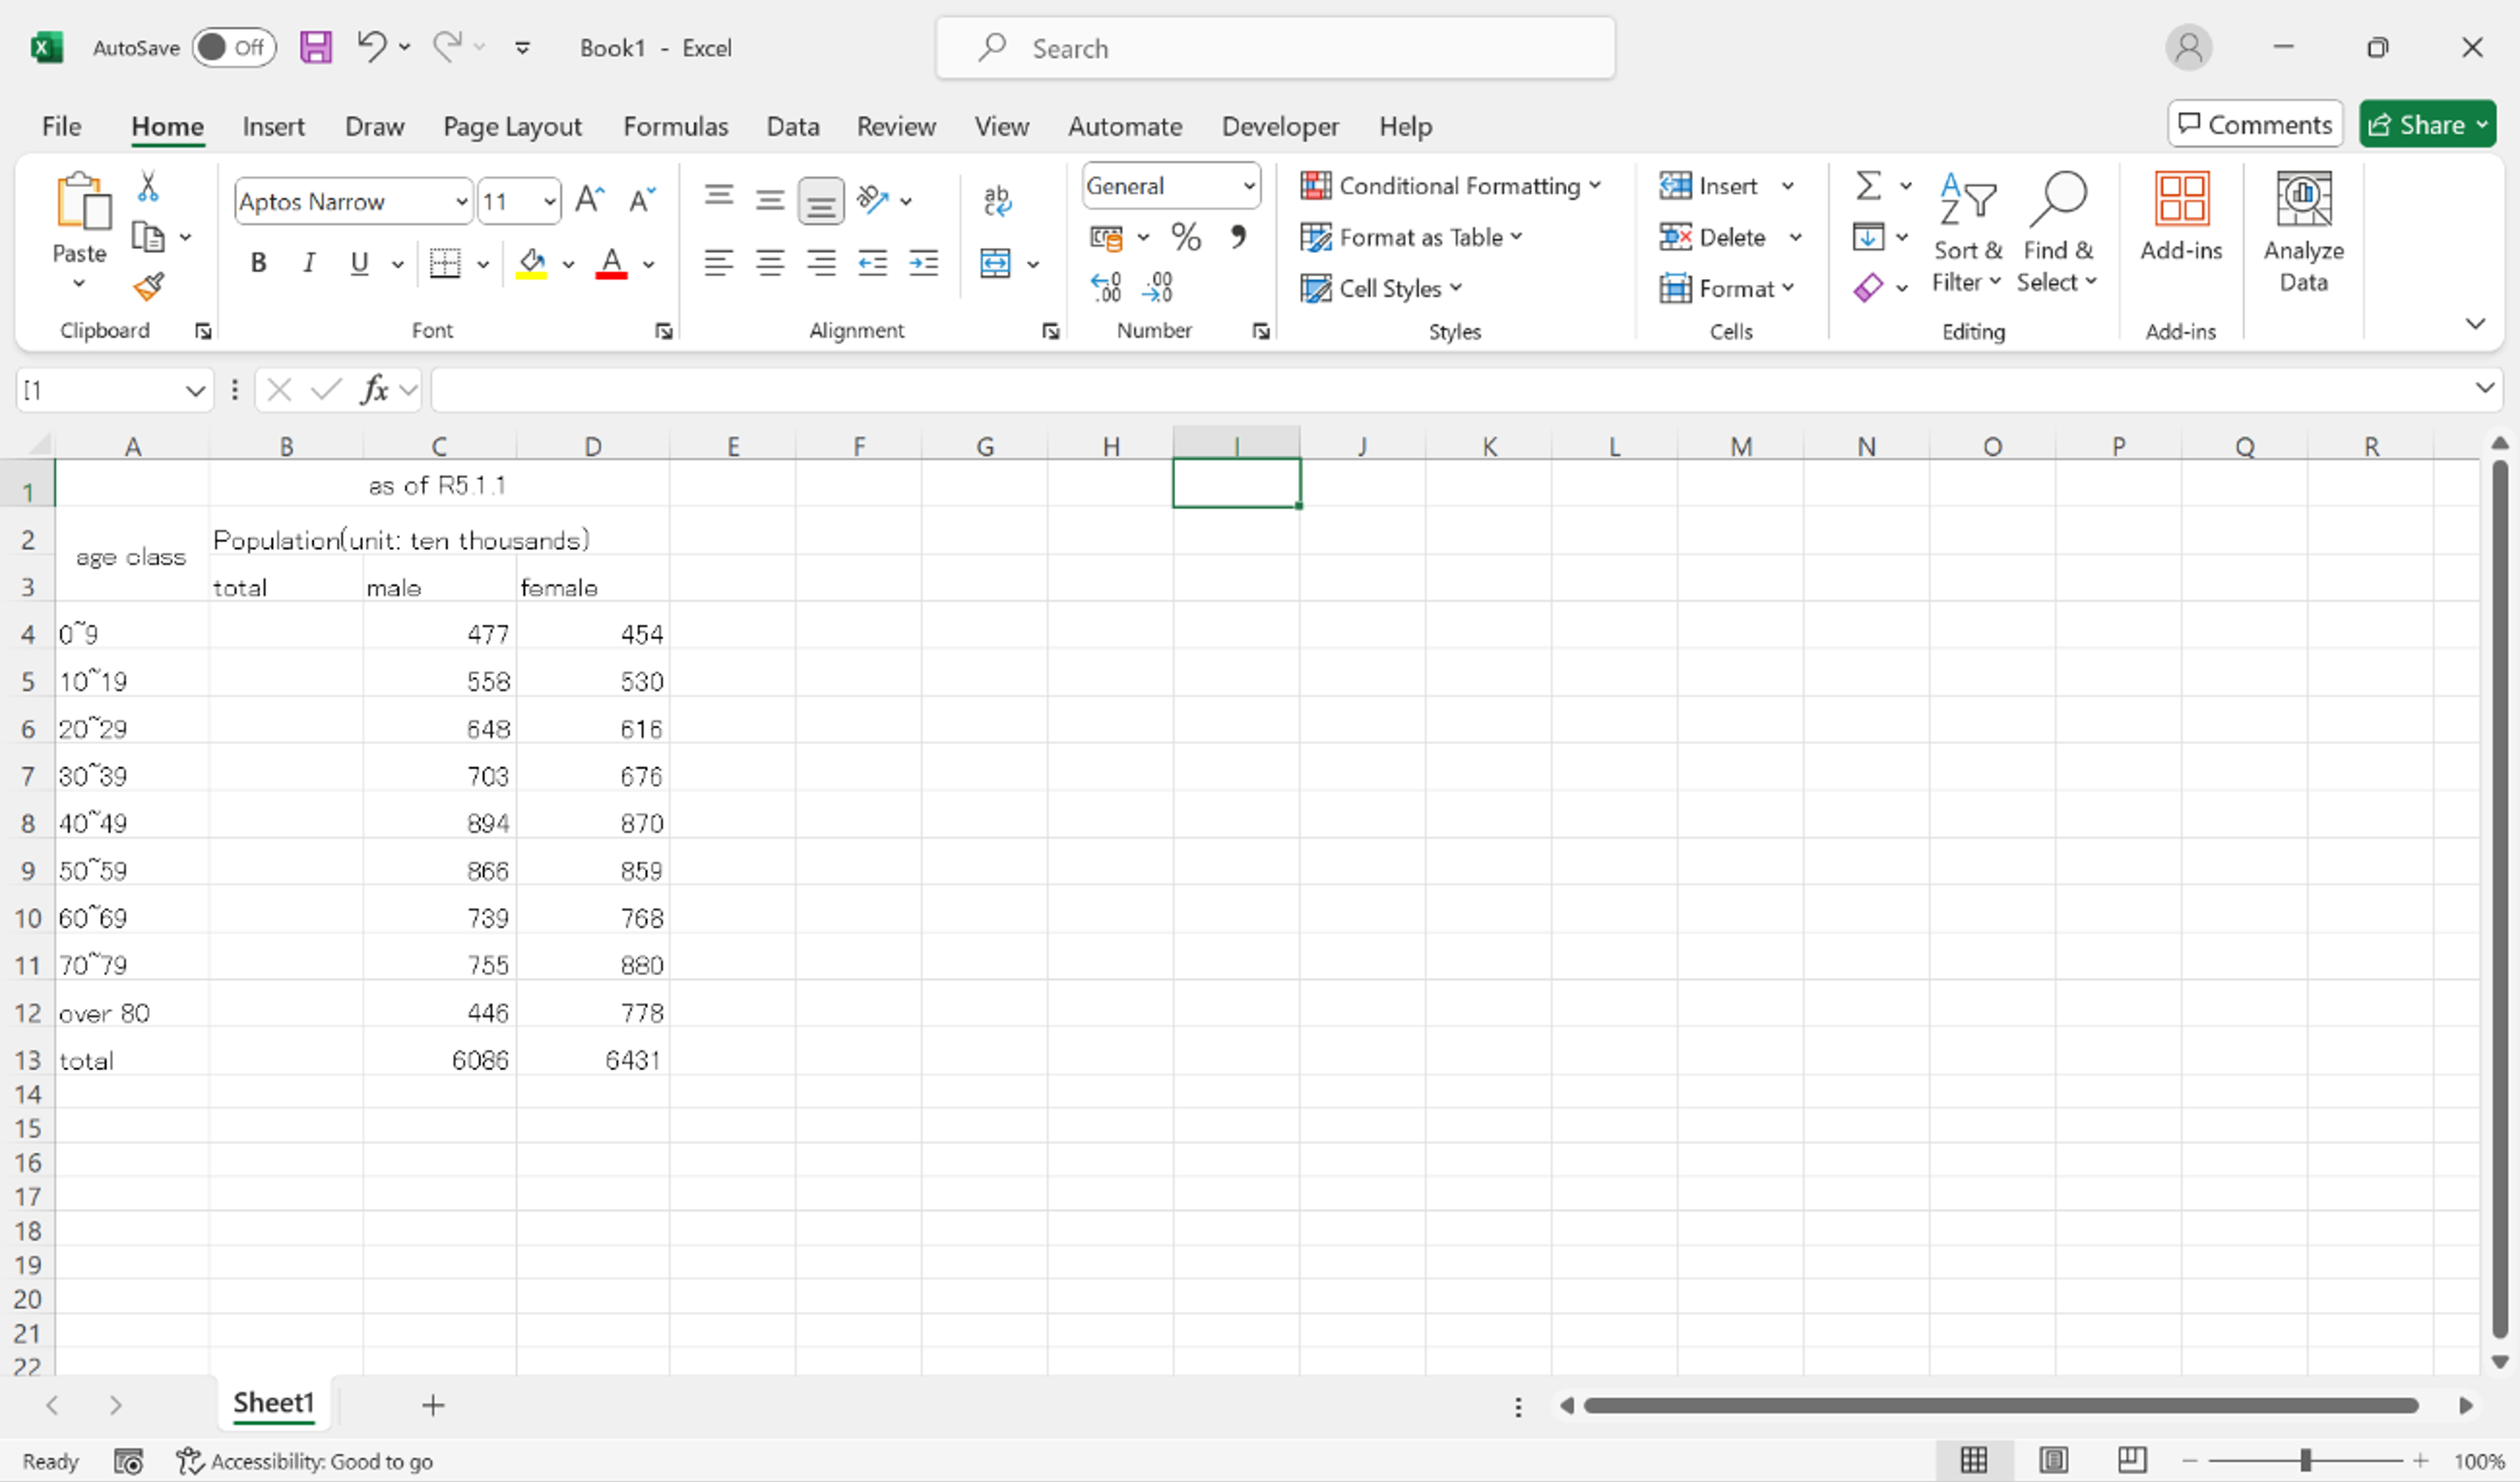 AutoSave Off Book1 - Excel Search
File Home Insert Draw Page Layout Formulas Data Review View Automate Developer Help Comments Share
Paste
Clipboard
Aptos Narrow 11
B I U A
Font
ab
c
Alignment
General
% 9
.00 .00
Number
Conditional Formatting
Format as Table
Cell Styles
Styles
Insert
Delete
Format
Cells
Σ
Sort &
Filter
Find &
Select
Editing
Add-ins
Add-ins
Analyze
Data
[1 fx
A B C D E F G H I J K L M N O P Q R
1 as of R5.1.1
2 Population(unit: ten thousands)
age class
3 total male female
4 0~9 477 454
5 10~19 558 530
6 20~29 648 616
7 30~39 703 676
8 40~49 894 870
9 50~59 866 859
10 60~69 739 768
11 70~79 755 880
12 over 80 446 778
13 total 6086 6431
14
15
16
17
18
19
20
21
22
Sheet1
Ready Accessibility: Good to go 100%